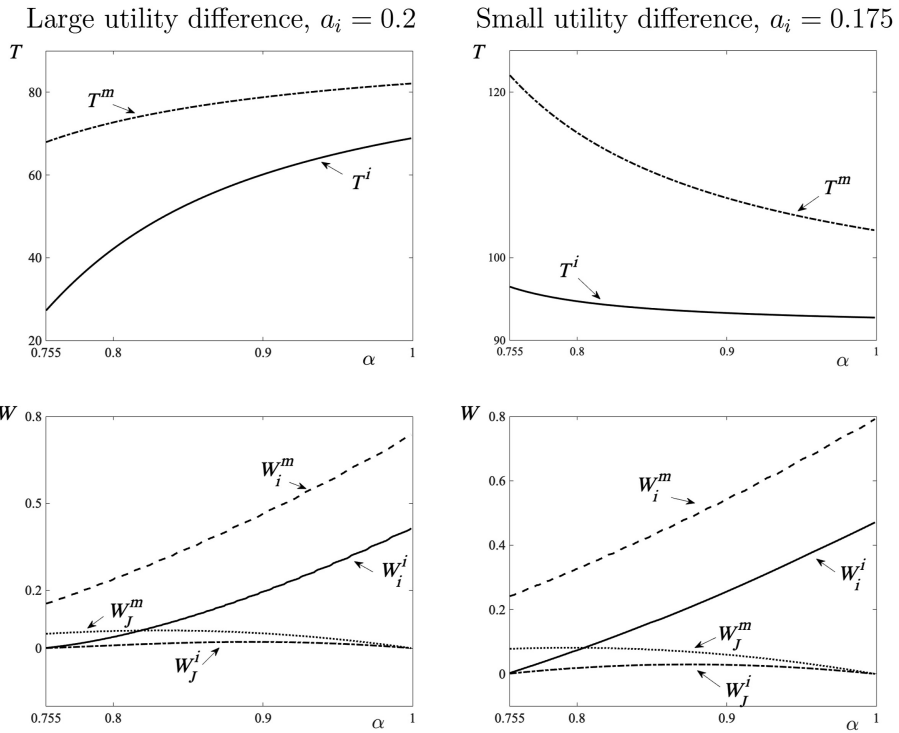 Large utility difference, a_i = 0.2
Small utility difference, a_i = 0.175
T
80
60
40
20
T^m
T^i
0.755
0.8
0.9
1
α
T
120
100
90
T^m
T^i
0.755
0.8
0.9
1
α
W
0.8
0.5
0.2
0
W_i^m
W_i^i
W_J^m
W_J^i
0.755
0.8
0.9
1
α
W
0.8
0.6
0.4
0.2
0
W_i^m
W_i^i
W_J^m
W_J^i
0.755
0.8
0.9
1
α